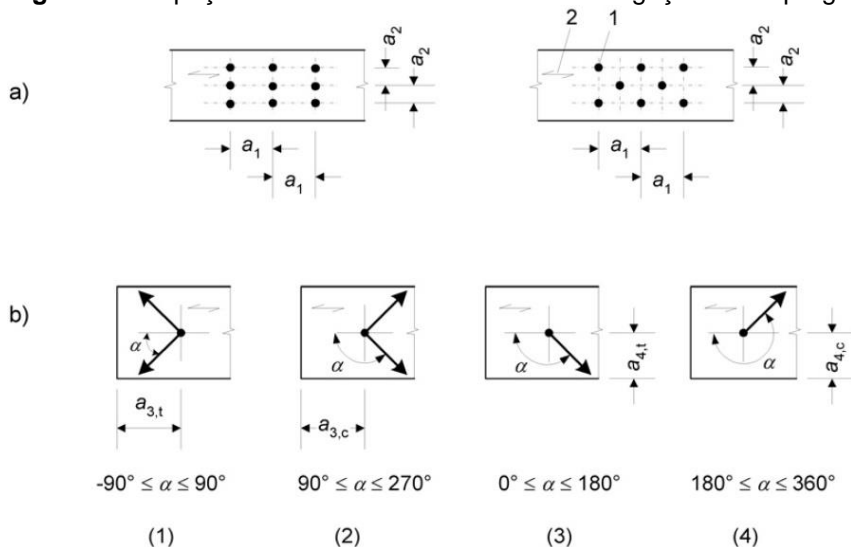 a)
a₂
a₂
a₁
a₁
2
1
a₂
a₂
a₁
a₁
b)
α
a₃,t
α
a₃,c
α
a₄,t
α
a₄,c
-90° ≤ α ≤ 90°
90° ≤ α ≤ 270°
0° ≤ α ≤ 180°
180° ≤ α ≤ 360°
(1)
(2)
(3)
(4)